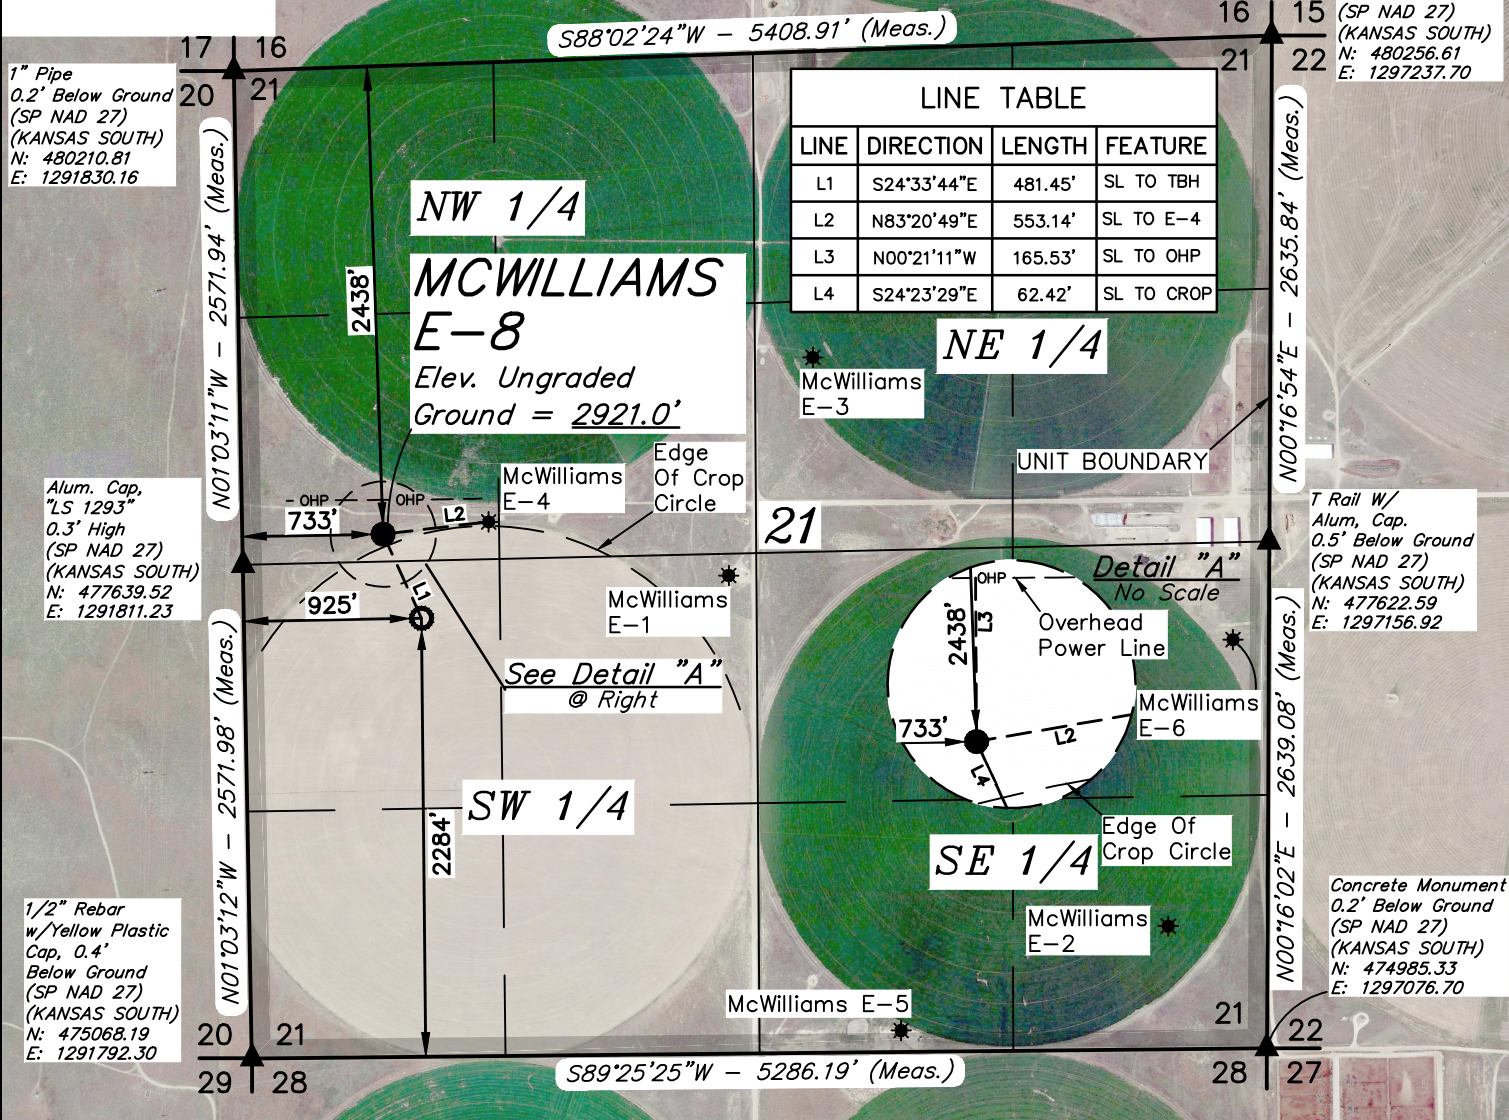 S88°02'24"W - 5408.91' (Meas.)
17
16
20
21
16
15
21
22
(SP NAD 27)
(KANSAS SOUTH)
N: 480256.61
E: 1297237.70
1" Pipe
0.2' Below Ground
(SP NAD 27)
(KANSAS SOUTH)
N: 480210.81
E: 1291830.16
LINE TABLE
LINE DIRECTION LENGTH FEATURE
L1 S24°33'44"E 481.45' SL TO TBH
L2 N83°20'49"E 553.14' SL TO E-4
L3 N00°21'11"W 165.53' SL TO OHP
L4 S24°23'29"E 62.42' SL TO CROP
N01°03'11"W - 2571.94' (Meas.)
N00°16'54"E - 2635.84' (Meas.)
NW 1/4
2438'
MCWILLIAMS
E-8
Elev. Ungraded
Ground = 2921.0'
NE 1/4
McWilliams
E-3
UNIT BOUNDARY
Edge
Of Crop
Circle
McWilliams
E-4
- OHP
OHP
L2
733'
21
Alum. Cap,
"LS 1293"
0.3' High
(SP NAD 27)
(KANSAS SOUTH)
N: 477639.52
E: 1291811.23
T Rail W/
Alum, Cap.
0.5' Below Ground
(SP NAD 27)
(KANSAS SOUTH)
N: 477622.59
E: 1297156.92
L1
925'
McWilliams
E-1
Detail "A"
No Scale
OHP
2438'
L3
Overhead
Power Line
733'
L2
L4
See Detail "A"
@ Right
McWilliams
E-6
N01°03'12"W - 2571.98' (Meas.)
N00°16'02"E - 2639.08' (Meas.)
SW 1/4
2284'
SE 1/4
Edge Of
Crop Circle
McWilliams
E-2
McWilliams E-5
1/2" Rebar
w/Yellow Plastic
Cap, 0.4'
Below Ground
(SP NAD 27)
(KANSAS SOUTH)
N: 475068.19
E: 1291792.30
Concrete Monument
0.2' Below Ground
(SP NAD 27)
(KANSAS SOUTH)
N: 474985.33
E: 1297076.70
20
21
29
28
21
22
28
27
S89°25'25"W - 5286.19' (Meas.)